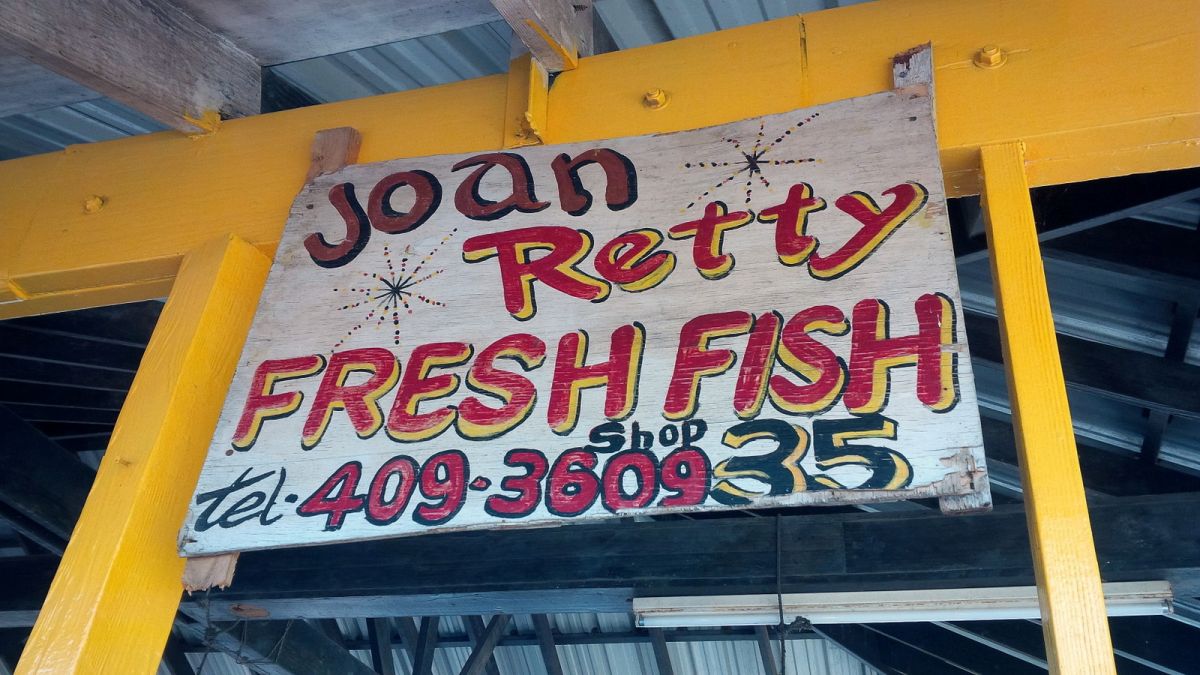 Joan
Retty
FRESH FISH
Shop 35
tel. 409-3609